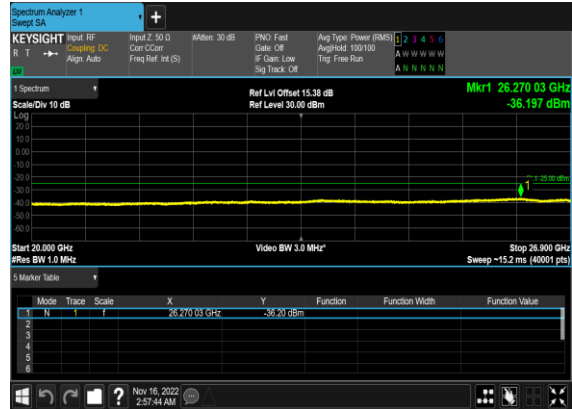 Spectrum Analyzer 1
Swept SA
+
KEYSIGHT Input: RF Input Z: 50 Ω #Atten: 30 dB PNO: Fast Avg Type: Power (RMS) 1 2 3 4 5 6
R T Coupling: DC Corr CCorr Gate: Off Avg|Hold: 100/100 A W W W W W
Align: Auto Freq Ref: Int (S) IF Gain: Low Trig: Free Run
Sig Track: Off A N N N N N
1 Spectrum
Ref Lvl Offset 15.38 dB Mkr1 26.270 03 GHz
Scale/Div 10 dB Ref Level 30.00 dBm -36.197 dBm
Log
20.0
10.0
0.00
-10.0
-20.0
-25.00 dBm
1
-30.0
-40.0
-50.0
-60.0
Start 20.000 GHz Video BW 3.0 MHz* Stop 26.900 GHz
#Res BW 1.0 MHz Sweep ~15.2 ms (40001 pts)
5 Marker Table
Mode Trace Scale X Y Function Function Width Function Value
1 N 1 f 26.270 03 GHz -36.20 dBm
2
3
4
5
6
? Nov 16, 2022
2:57:44 AM